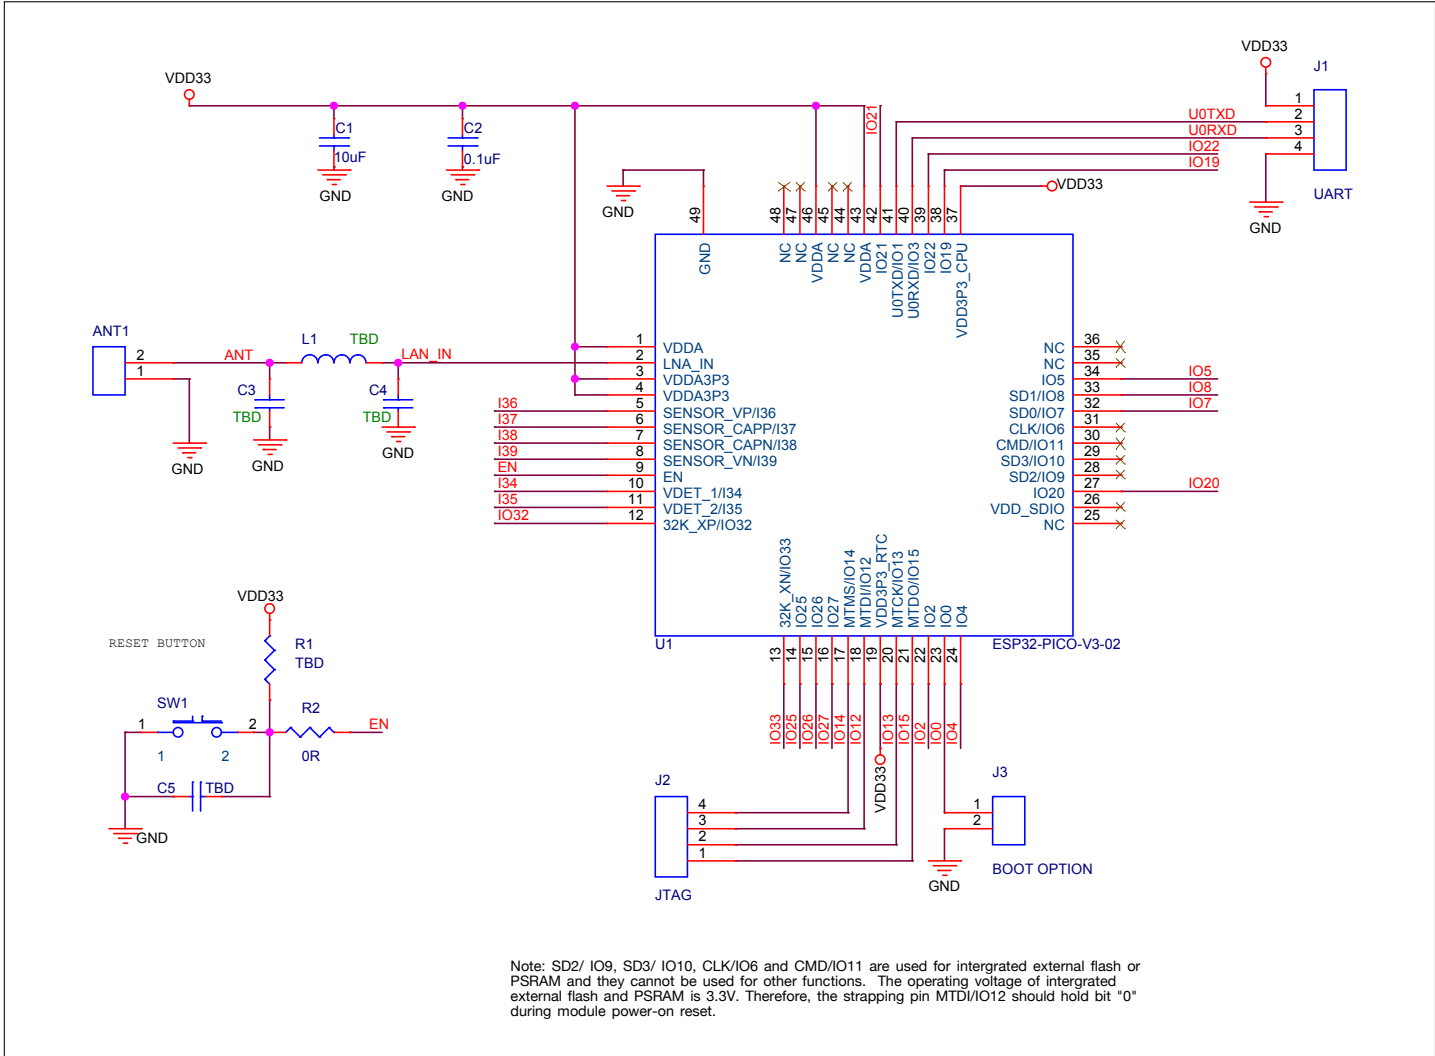 VDD33
VDD33
J1
C1
10uF
GND
C2
0.1uF
GND
GND
IO21
U0TXD
U0RXD
IO22
IO19
VDD33
1
2
3
4
UART
GND
49
48
47
46
45
44
43
42
41
40
39
38
37
GND
NC
NC
VDDA
NC
NC
VDDA
IO21
U0TXD/IO1
U0RXD/IO3
IO22
IO19
VDD3P3_CPU
ANT1
2
1
ANT
L1
TBD
LAN_IN
C3
TBD
C4
TBD
GND
GND
GND
1 VDDA
2 LNA_IN
3 VDDA3P3
4 VDDA3P3
I36 5 SENSOR_VP/I36
I37 6 SENSOR_CAPP/I37
I38 7 SENSOR_CAPN/I38
I39 8 SENSOR_VN/I39
EN 9 EN
I34 10 VDET_1/I34
I35 11 VDET_2/I35
IO32 12 32K_XP/IO32
NC 36
NC 35
IO5 34 IO5
SD1/IO8 33 IO8
SD0/IO7 32 IO7
CLK/IO6 31
CMD/IO11 30
SD3/IO10 29
SD2/IO9 28
IO20 27 IO20
VDD_SDIO 26
NC 25
32K_XN/IO33
IO25
IO26
IO27
MTMS/IO14
MTDI/IO12
VDD3P3_RTC
MTCK/IO13
MTDO/IO15
IO2
IO0
IO4
U1
ESP32-PICO-V3-02
13
14
15
16
17
18
19
20
21
22
23
24
IO33
IO25
IO26
IO27
IO14
IO12
VDD33
IO13
IO15
IO2
IO0
IO4
VDD33
RESET BUTTON
R1
TBD
SW1
1
2
1
2
R2
0R
EN
C5
TBD
GND
J2
4
3
2
1
JTAG
J3
1
2
GND
BOOT OPTION
Note: SD2/ IO9, SD3/ IO10, CLK/IO6 and CMD/IO11 are used for intergrated external flash or
PSRAM and they cannot be used for other functions. The operating voltage of intergrated
external flash and PSRAM is 3.3V. Therefore, the strapping pin MTDI/IO12 should hold bit "0"
during module power-on reset.